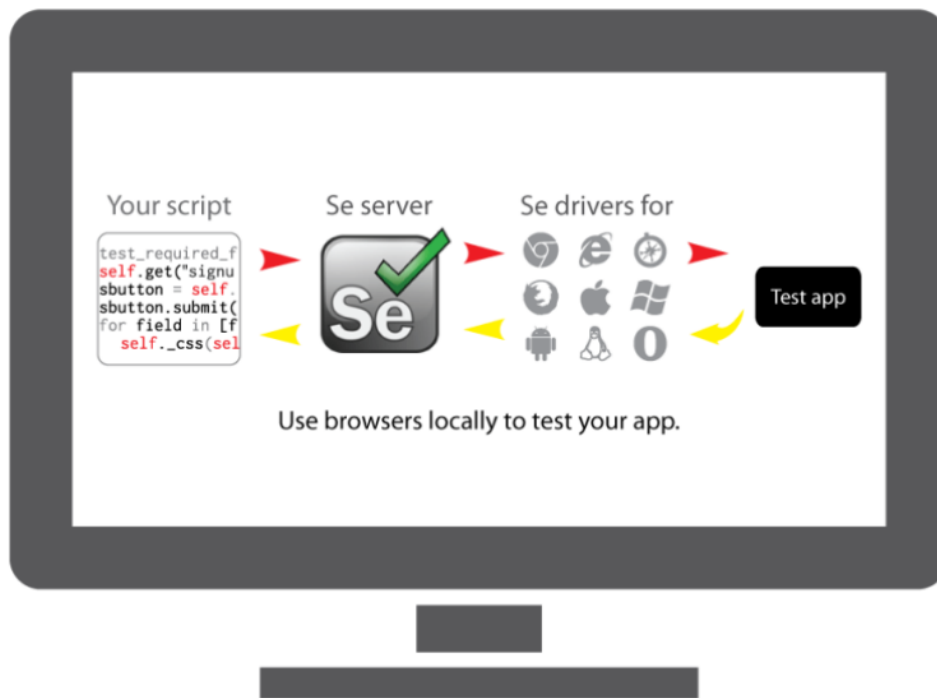 Your script
Se server
Se drivers for
test_required_f
self.get("signu
sbutton = self.
sbutton.submit(
for field in [f
self._css(sel
Se
Test app
Use browsers locally to test your app.